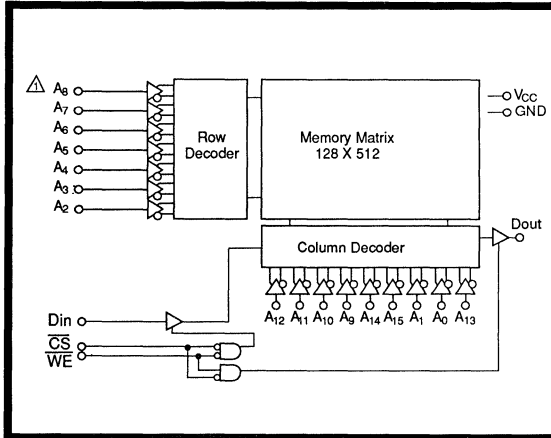 1 A8
A7
A6
A5
A4
A3
A2
Row
Decoder
Memory Matrix
128 X 512
VCC
GND
Column Decoder
Dout
A12 A11 A10 A9 A14 A15 A1 A0 A13
Din
CS
WE